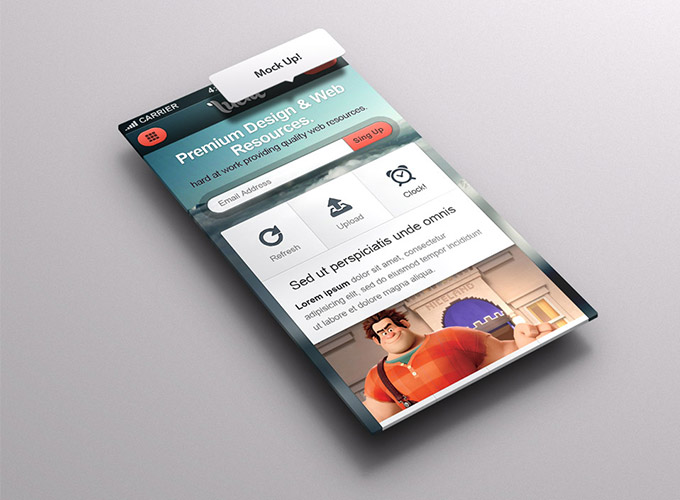 Mock Up!
CARRIER
Premium Design & Web
Resources.
hard at work providing quality web resources.
Email Address
Sing Up
Refresh
Upload
Clock!
Sed ut perspiciatis unde omnis
Lorem ipsum dolor sit amet, consectetur
adipisicing elit, sed do eiusmod tempor incididunt
ut labore et dolore magna aliqua.
NICELAND